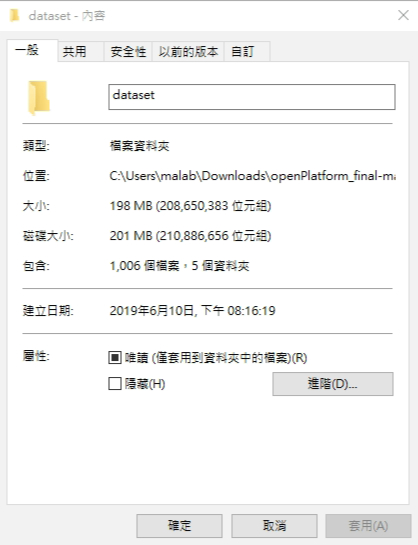 dataset - 內容
一般 共用 安全性 以前的版本 自訂
dataset
類型: 檔案資料夾
位置: C:\Users\malab\Downloads\openPlatform_final-ma
大小: 198 MB (208,650,383 位元組)
磁碟大小: 201 MB (210,886,656 位元組)
包含: 1,006 個檔案，5 個資料夾
建立日期: 2019年6月10日, 下午 08:16:19
屬性: 唯讀 (僅套用到資料夾中的檔案)(R)
隱藏(H) 進階(D)...
確定 取消 套用(A)